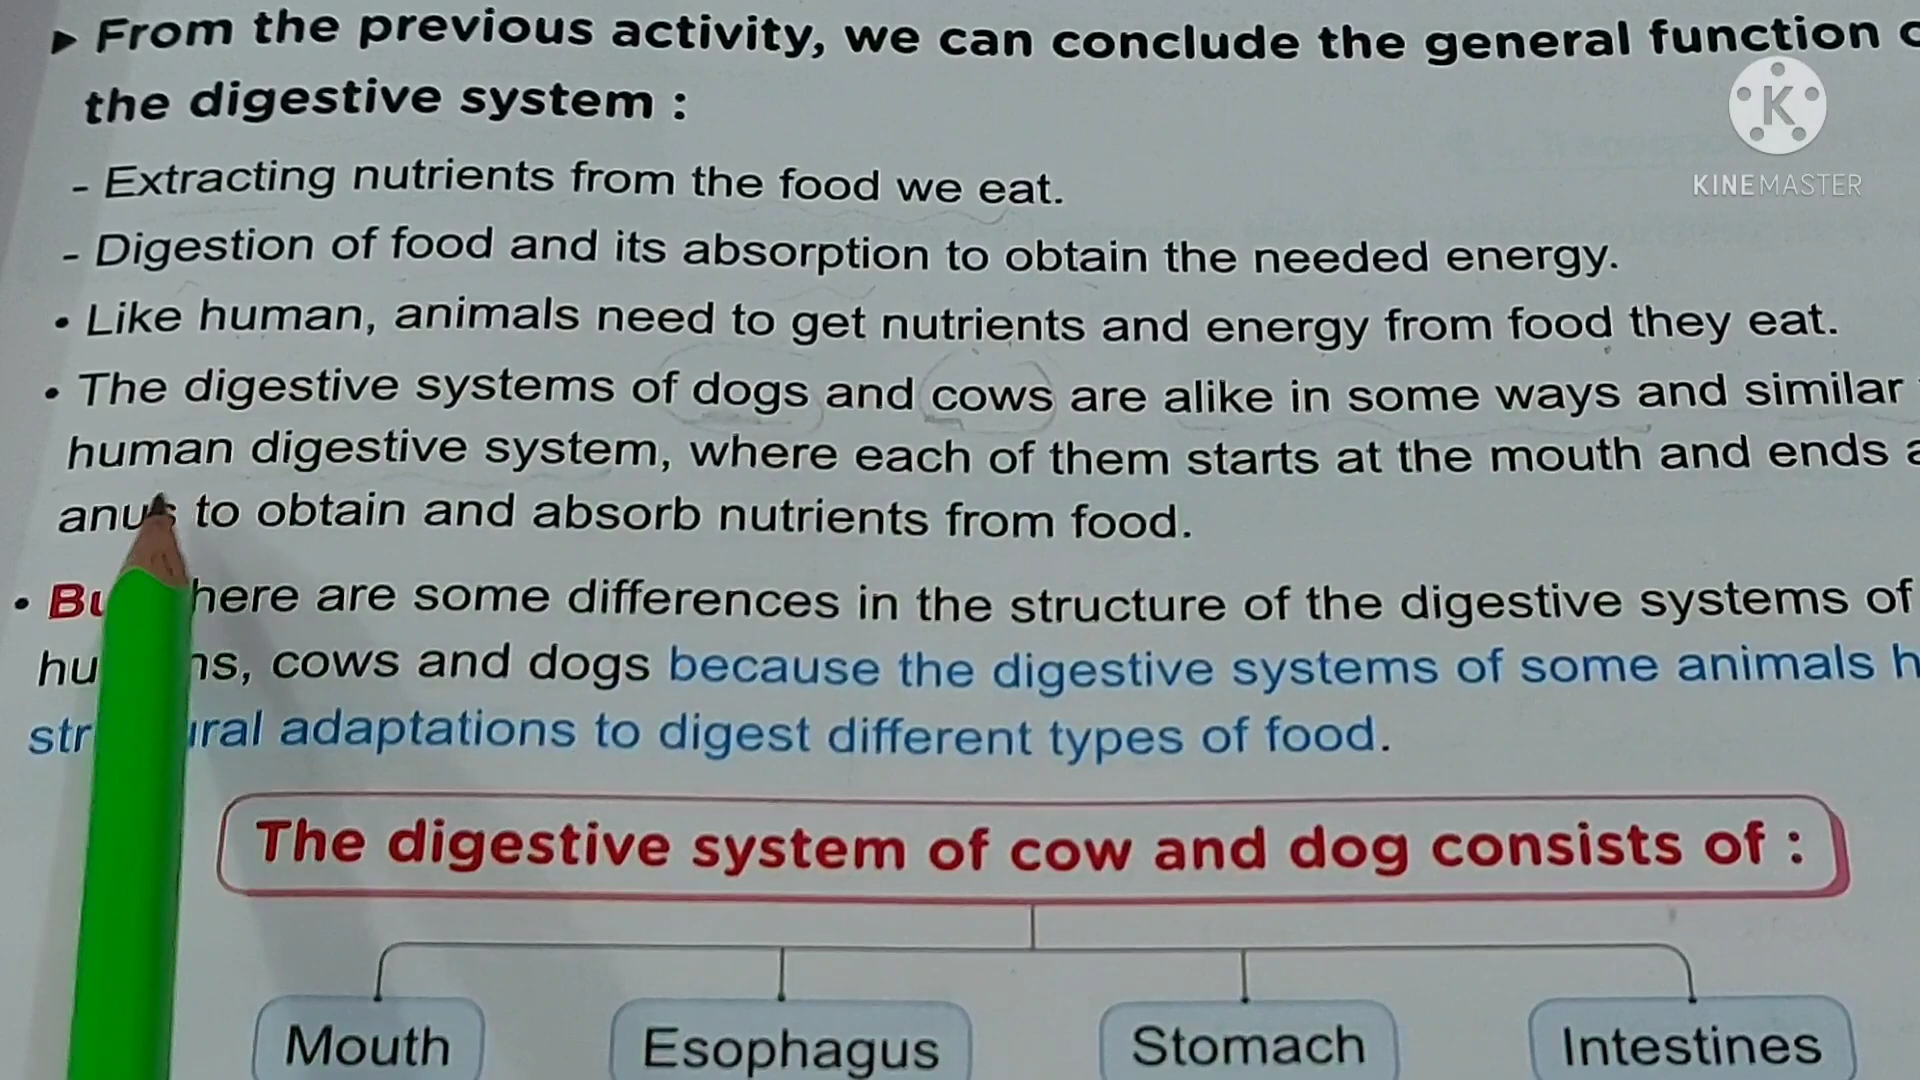 ► From the previous activity, we can conclude the general function
the digestive system :
- Extracting nutrients from the food we eat.
- Digestion of food and its absorption to obtain the needed energy.
• Like human, animals need to get nutrients and energy from food they eat.
• The digestive systems of dogs and cows are alike in some ways and similar
human digestive system, where each of them starts at the mouth and ends
anus to obtain and absorb nutrients from food.
• here are some differences in the structure of the digestive systems of
cows and dogs because the digestive systems of some animals
adaptations to digest different types of food.
The digestive system of cow and dog consists of :
Mouth Esophagus Stomach Intestines
K
KINEMASTER